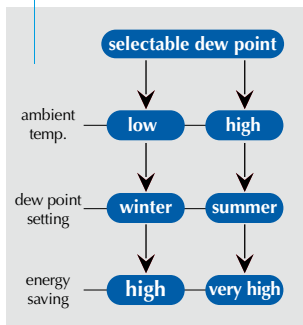 selectable dew point
ambient
temp.
low
high
dew point
setting
winter
summer
energy
saving
high
very high